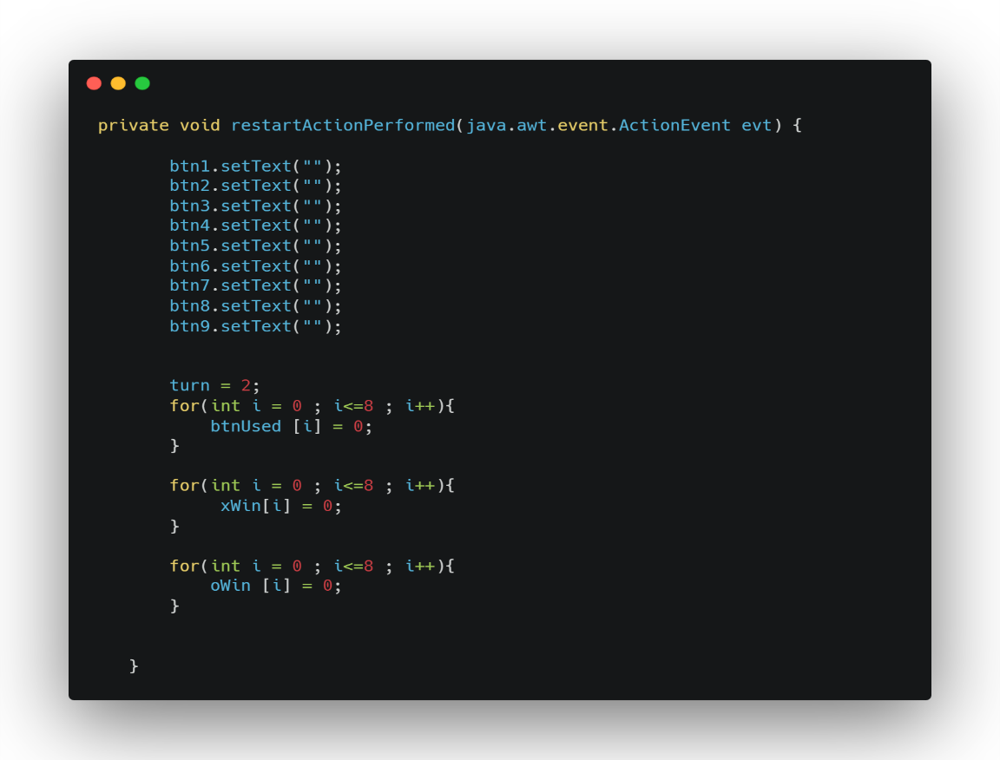 private void restartActionPerformed(java.awt.event.ActionEvent evt) {
btn1.setText("");
btn2.setText("");
btn3.setText("");
btn4.setText("");
btn5.setText("");
btn6.setText("");
btn7.setText("");
btn8.setText("");
btn9.setText("");
turn = 2;
for(int i = 0 ; i<=8 ; i++){
btnUsed [i] = 0;
}
for(int i = 0 ; i<=8 ; i++){
xWin[i] = 0;
}
for(int i = 0 ; i<=8 ; i++){
oWin [i] = 0;
}
}